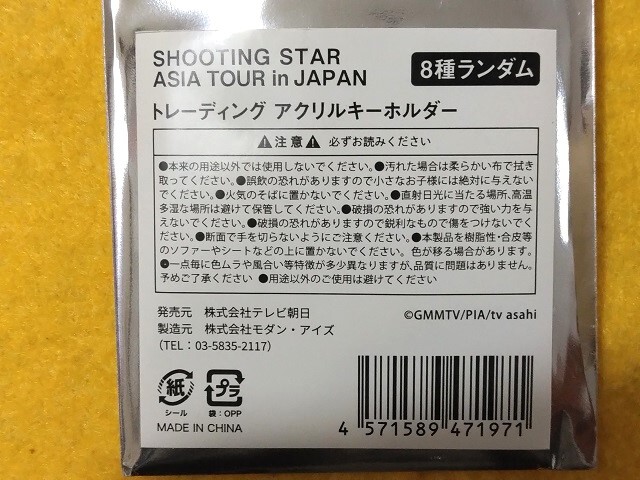 SHOOTING STAR
ASIA TOUR in JAPAN
8種ランダム
トレーディング アクリルキーホルダー
⚠注意⚠ 必ずお読みください
●本来の用途以外では使用しないでください。●汚れた場合は柔らかい布で拭き
取ってください。●誤飲の恐れがありますので小さなお子様には絶対に与えない
でください。●火気のそばに置かないでください。●直射日光に当たる場所、高温
多湿な場所は避けて保管してください。●破損の恐れがありますので強い力を与
えないでください。●破損の恐れがありますので鋭利なもので傷をつけないでくだ
さい。●断面で手を切らないようにご注意ください。●本製品を樹脂性・合皮等
のソファーやシートなどの上に置かないでください。色が移る場合があります。
●一点毎に色ムラや風合い等特徴が多少異なりますが、品質に問題はありません。
予めご了承ください ●用途以外のご使用は避けてください
発売元 株式会社テレビ朝日
製造元 株式会社モダン・アイズ
(TEL:03-5835-2117)
©GMMTV/PIA/tv asahi
紙
シール
プラ
袋:OPP
MADE IN CHINA
4 571589 471971